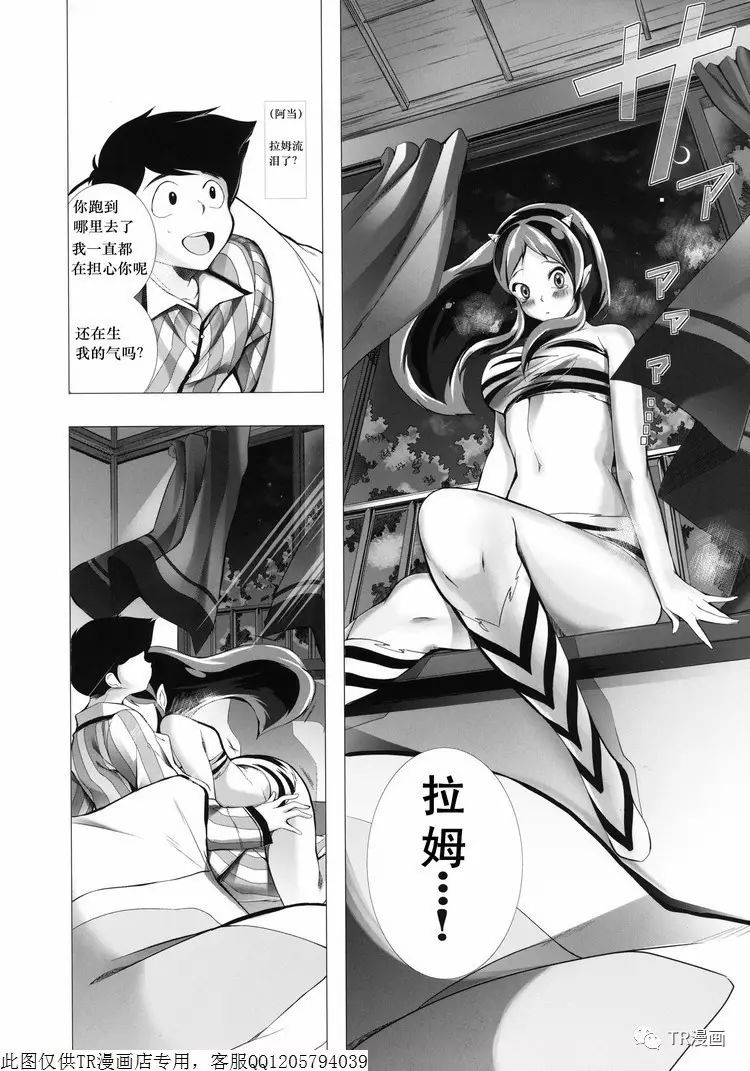 サ
ァ
ァ
ァ
ァ
拉
姆
…!
(阿当)
拉姆流
泪了?
你跑到
哪里去了
我一直都
在担心你呢
还在生
我的气吗?
TR漫画
此图仅供TR漫画店专用，客服QQ1205794039